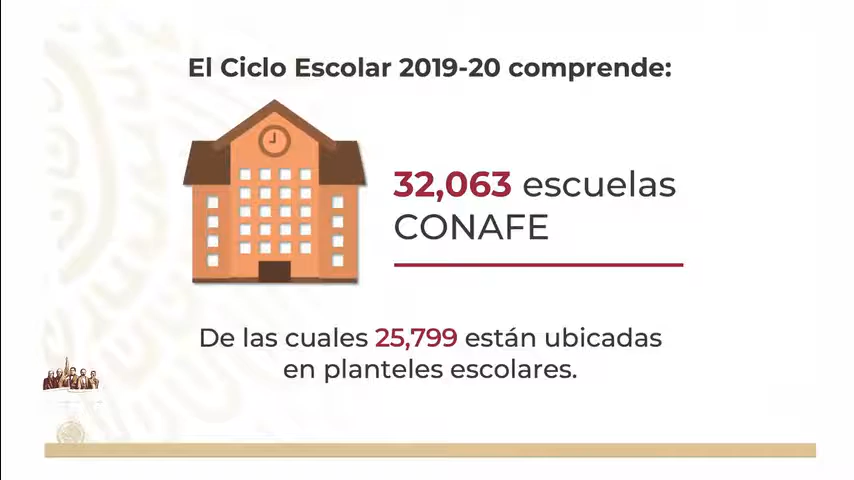 El Ciclo Escolar 2019-20 comprende:
32,063 escuelas
CONAFE
De las cuales 25,799 están ubicadas
en planteles escolares.